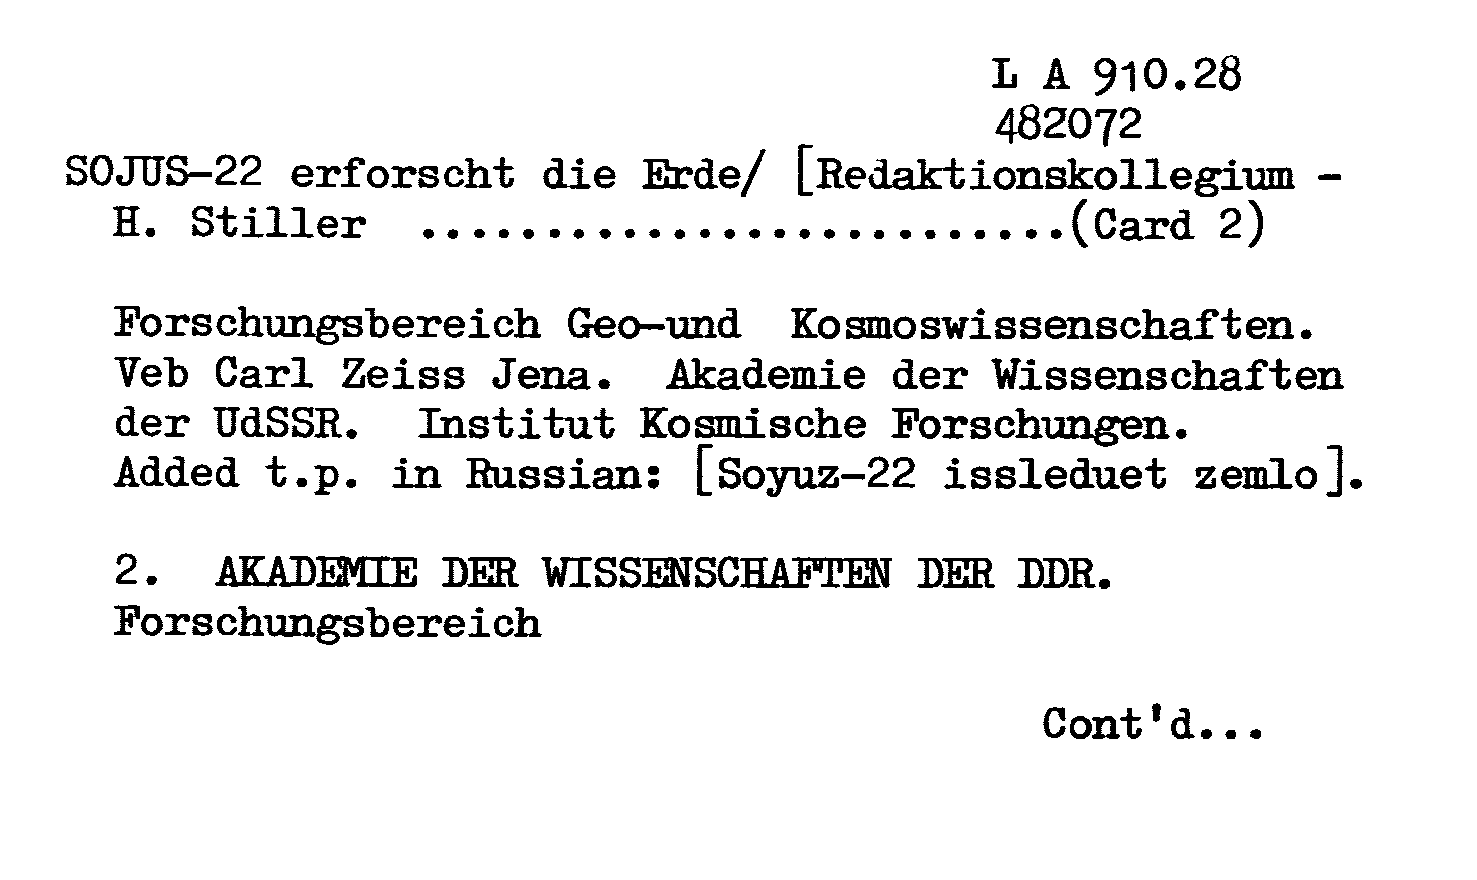 L A 910.28
482072
SOJUS-22 erforscht die Erde/ [Redaktionskollegium -
H. Stiller ..........................(Card 2)
Forschungsbereich Geo-und Kosmoswissenschaften.
Veb Carl Zeiss Jena. Akademie der Wissenschaften
der UdSSR. Institut Kosmische Forschungen.
Added t.p. in Russian: [Soyuz-22 issleduet zemlo].
2. AKADEMIE DER WISSENSCHAFTEN DER DDR.
Forschungsbereich
Cont'd...